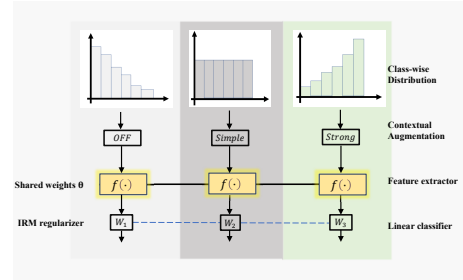 Class-wise
Distribution
Contextual
Augmentation
OFF
Simple
Strong
Shared weights θ
f(·)
f(·)
f(·)
Feature extractor
IRM regularizer
W₁
W₂
W₃
Linear classifier